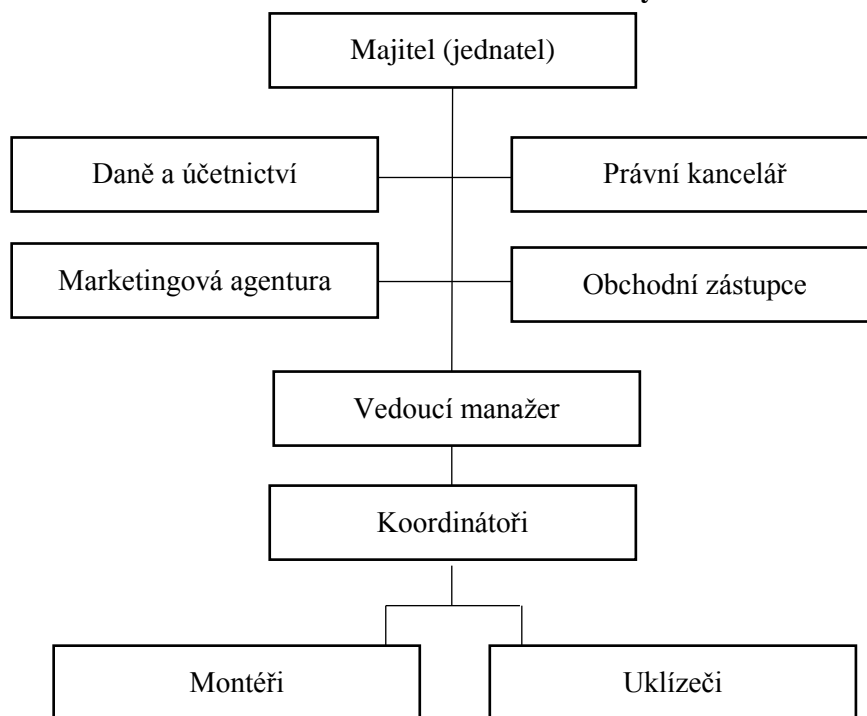 Majitel (jednatel)
Daně a účetnictví
Právní kancelář
Marketingová agentura
Obchodní zástupce
Vedoucí manažer
Koordinátoři
Montéři
Uklízeči